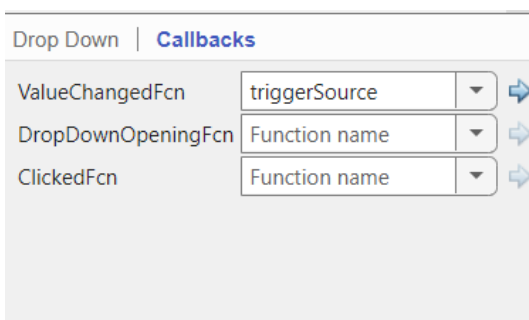 Drop Down | Callbacks
ValueChangedFcn triggerSource
DropDownOpeningFcn Function name
ClickedFcn Function name